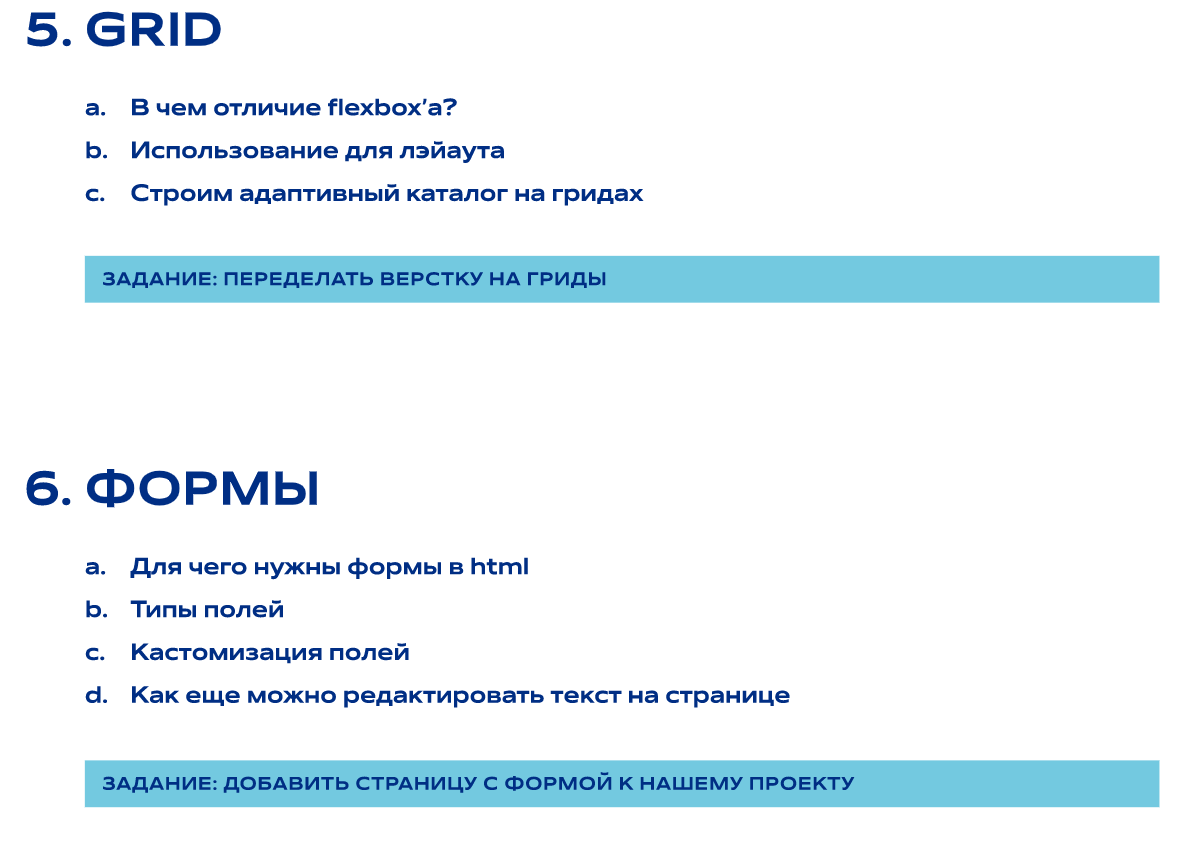 5. GRID
a. В чем отличие flexbox'а?
b. Использование для лэйаута
c. Строим адаптивный каталог на гридах
ЗАДАНИЕ: ПЕРЕДЕЛАТЬ ВЕРСТКУ НА ГРИДЫ
6. ФОРМЫ
a. Для чего нужны формы в html
b. Типы полей
c. Кастомизация полей
d. Как еще можно редактировать текст на странице
ЗАДАНИЕ: ДОБАВИТЬ СТРАНИЦУ С ФОРМОЙ К НАШЕМУ ПРОЕКТУ